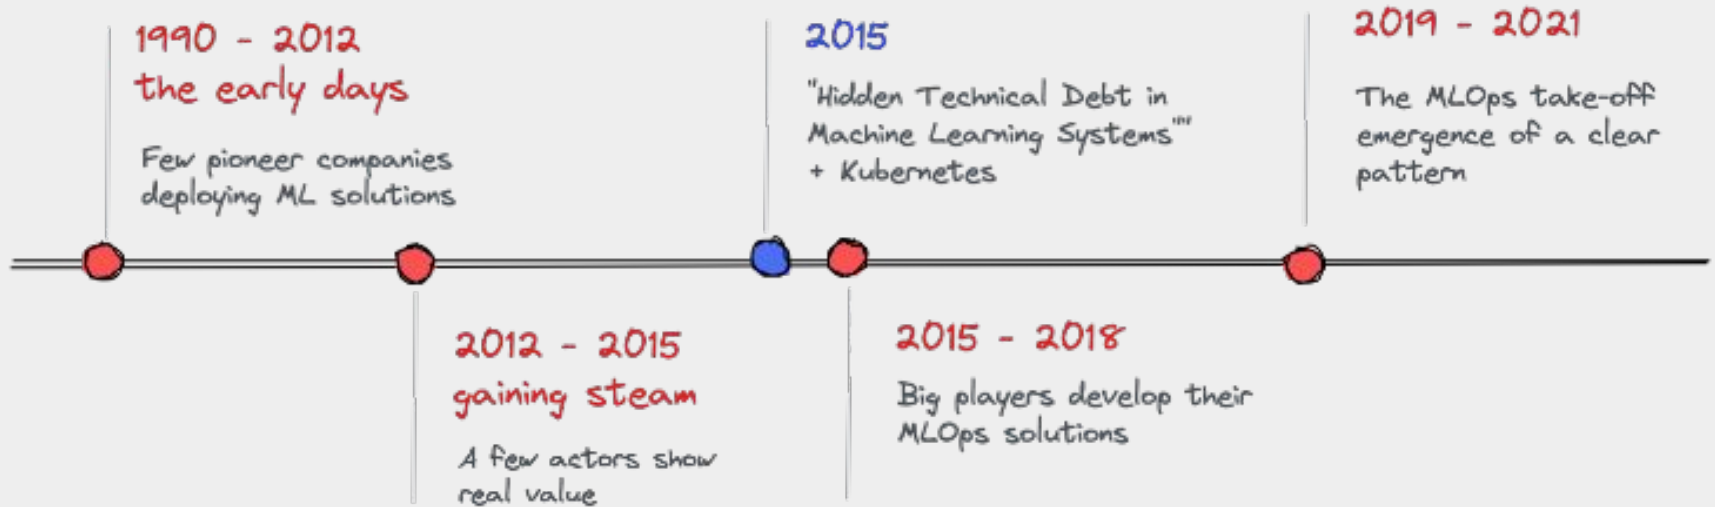 1990 - 2012
the early days
Few pioneer companies
deploying ML solutions
2012 - 2015
gaining steam
A few actors show
real value
2015
"Hidden Technical Debt in
Machine Learning Systems""
+ Kubernetes
2015 - 2018
Big players develop their
MLOps solutions
2019 - 2021
The MLOps take-off
emergence of a clear
pattern